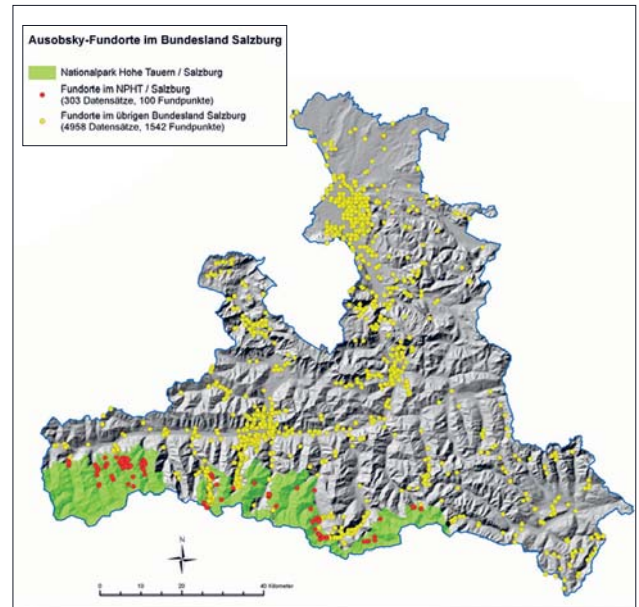 Ausobsky-Fundorte im Bundesland Salzburg
Nationalpark Hohe Tauern / Salzburg
Fundorte im NPHT / Salzburg
(303 Datensätze, 100 Fundpunkte)
Fundorte im übrigen Bundesland Salzburg
(4958 Datensätze, 1542 Fundpunkte)
N
0 10 20 40 Kilometer